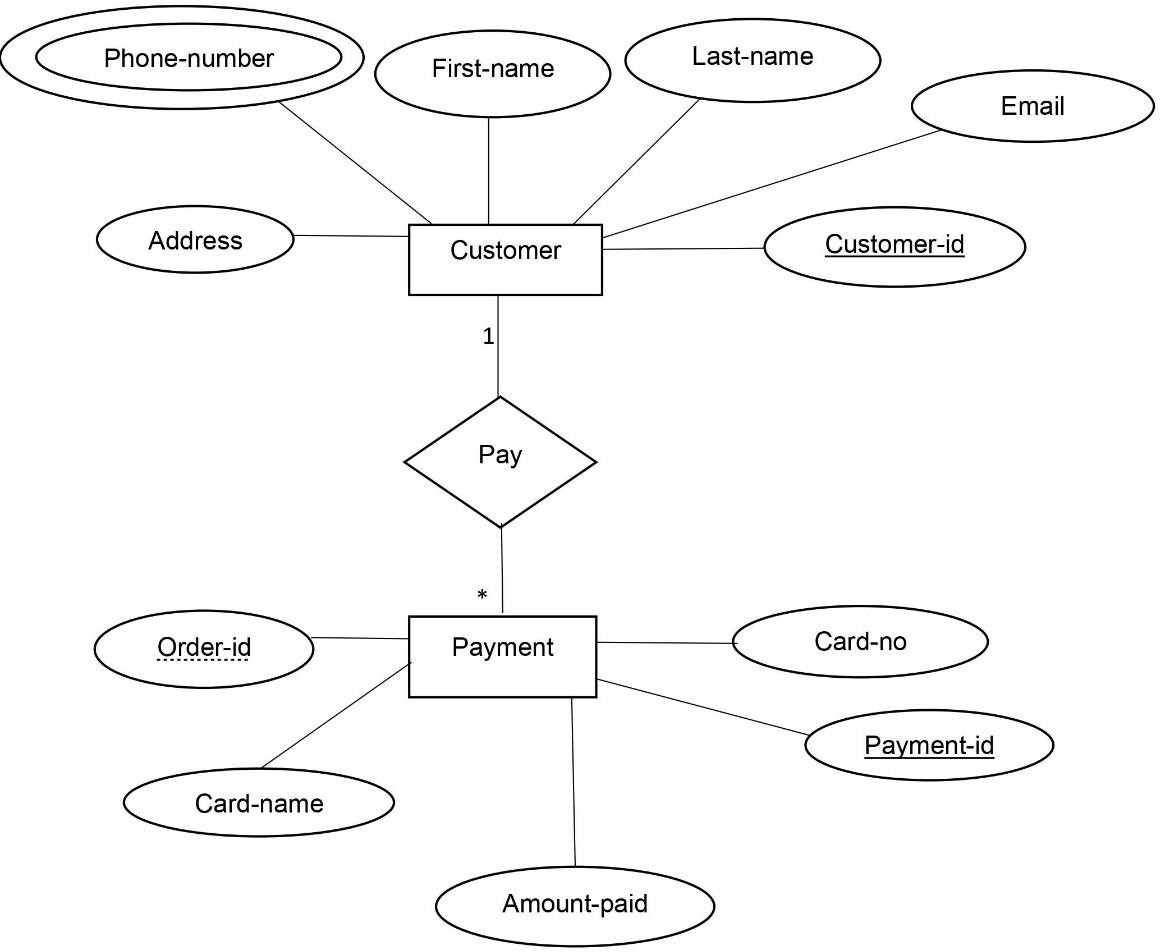 Phone-number
First-name
Last-name
Email
Address
Customer
Customer-id
1
Pay
*
Order-id
Payment
Card-no
Payment-id
Card-name
Amount-paid